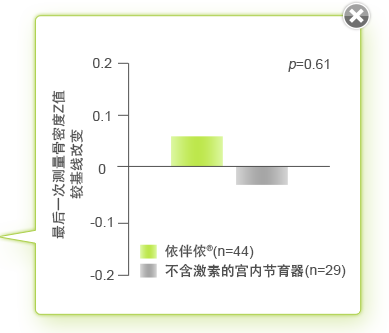 0.2
p=0.61
0.1
0
-0.1
-0.2
最后一次测量骨密度Z值
较基线改变
依伴侬®(n=44)
不含激素的宫内节育器(n=29)